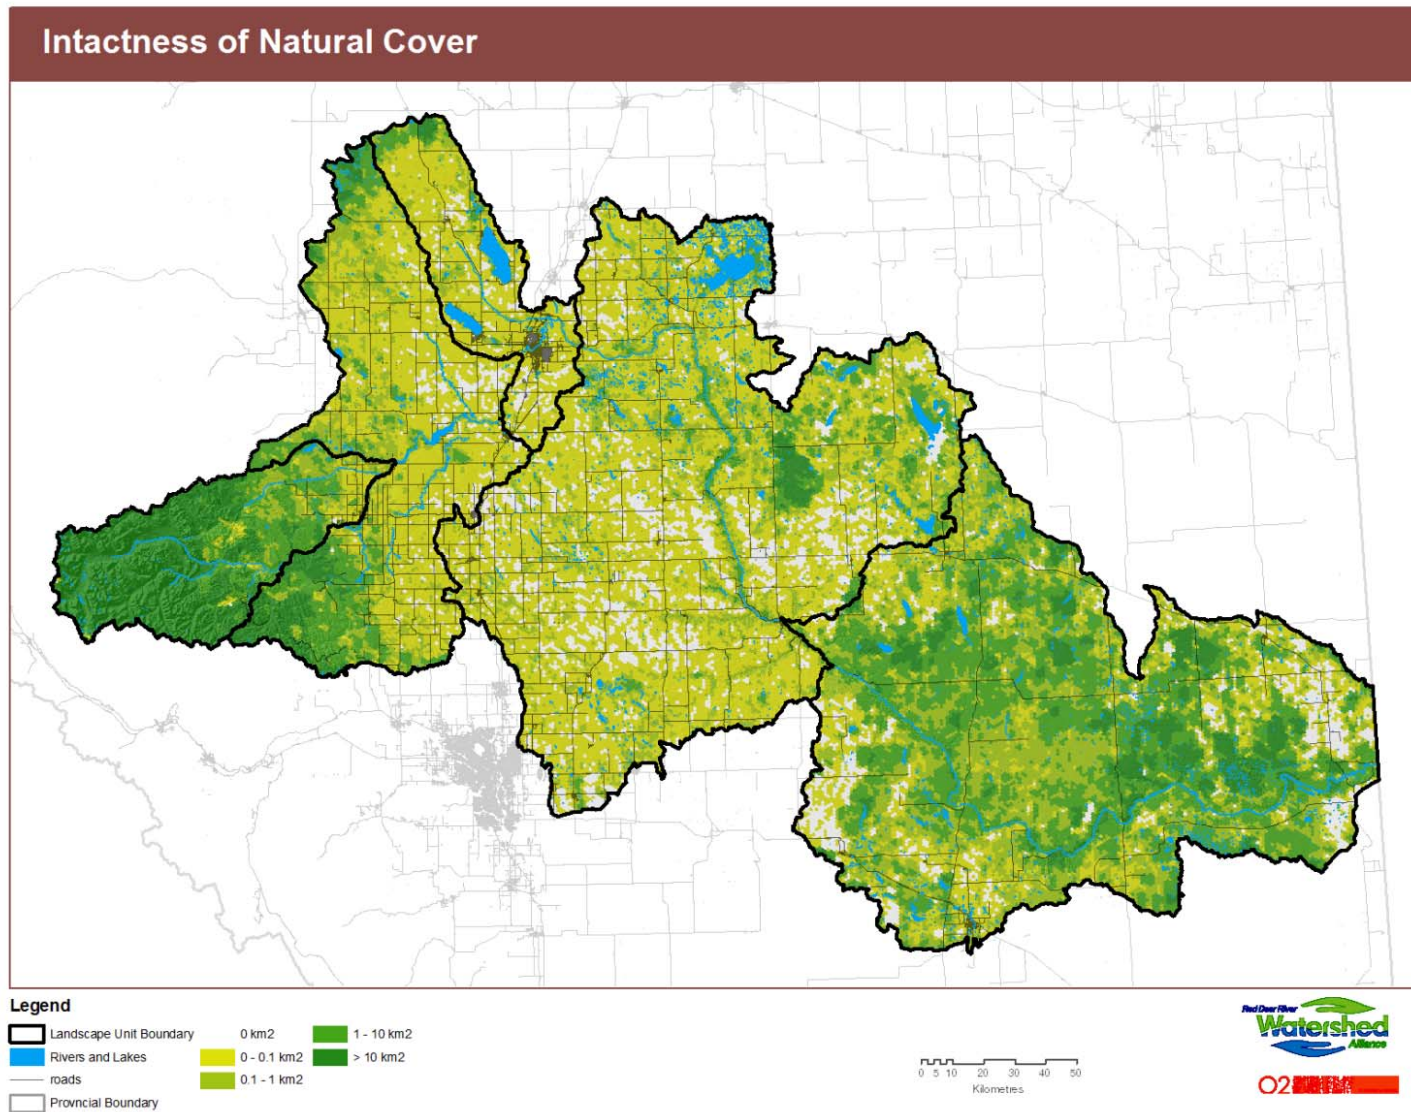 Intactness of Natural Cover
Legend
Landscape Unit Boundary
Rivers and Lakes
roads
Provncial Boundary
0 km2
0 - 0.1 km2
0.1 - 1 km2
1 - 10 km2
> 10 km2
0 5 10 20 30 40 50
Kilometres
Red Deer River
Watershed
Alliance
O2